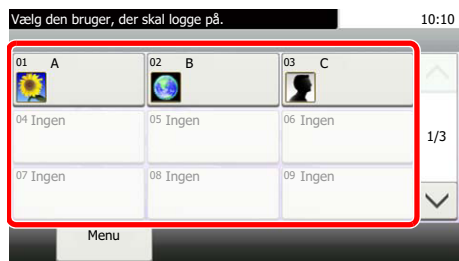 Vælg den bruger, der skal logge på. 10:10
01 A 02 B 03 C
04 Ingen 05 Ingen 06 Ingen
1/3
07 Ingen 08 Ingen 09 Ingen
Menu